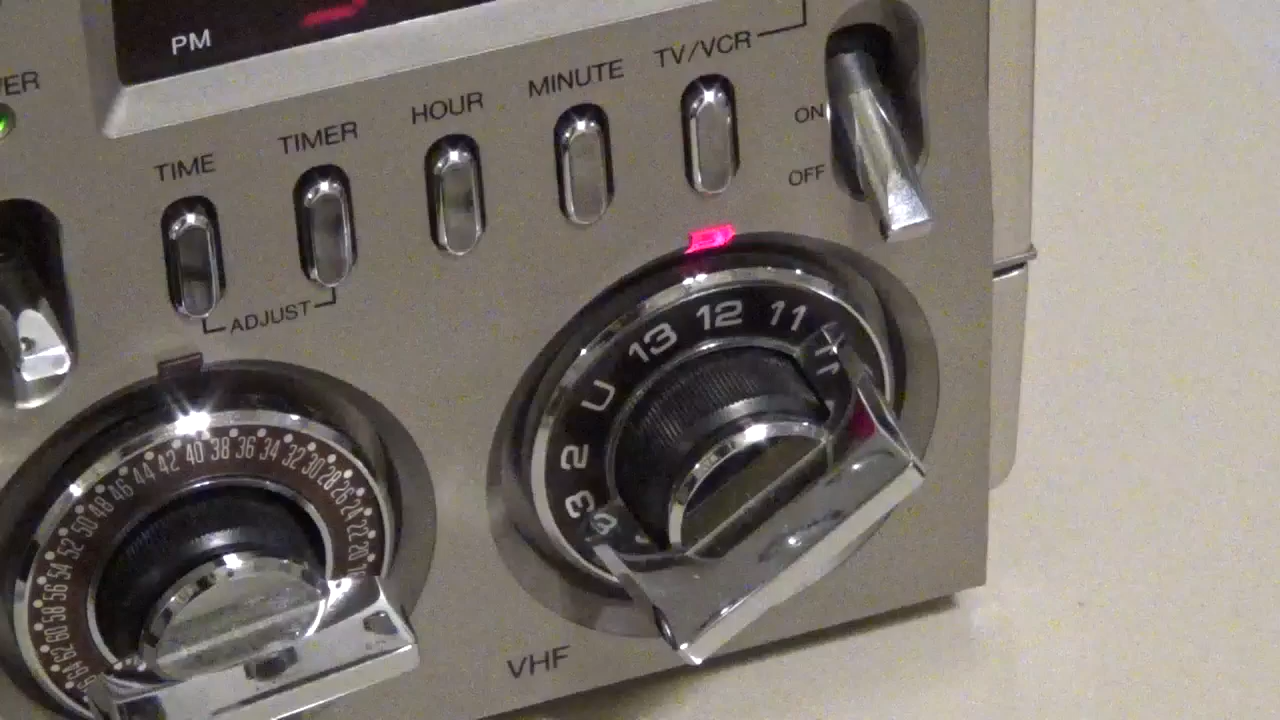 PM
TV/VCR
MINUTE
HOUR
TIMER
TIME
ON
OFF
ADJUST
3 2 U 13 12 11
62 60 58 56 54 52 50 48 46 44 42 40 38 36 34 32 30 28 26 24 22 20
VHF